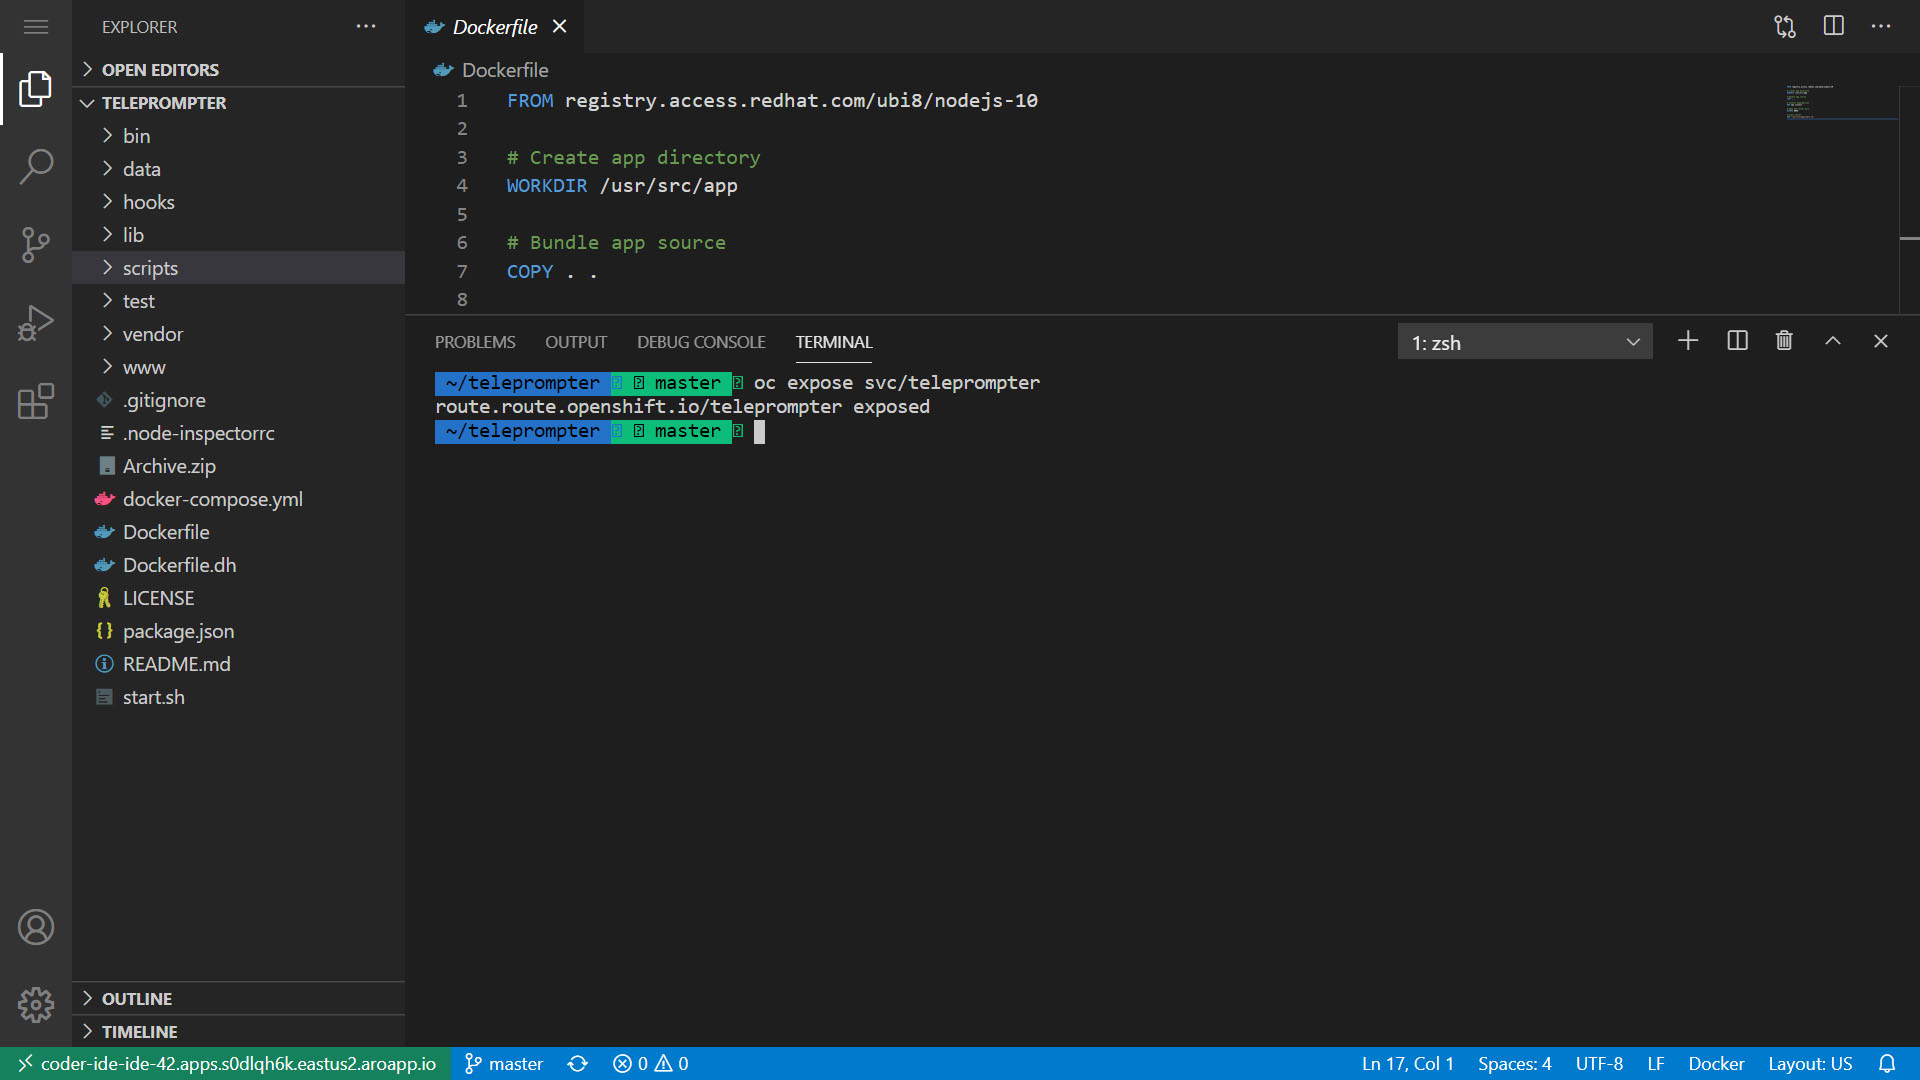 EXPLORER
OPEN EDITORS
TELEPROMPTER
bin
data
hooks
lib
scripts
test
vendor
www
.gitignore
.node-inspectorrc
Archive.zip
docker-compose.yml
Dockerfile
Dockerfile.dh
LICENSE
package.json
README.md
start.sh
OUTLINE
TIMELINE
Dockerfile
Dockerfile
1 FROM registry.access.redhat.com/ubi8/nodejs-10
2
3 # Create app directory
4 WORKDIR /usr/src/app
5
6 # Bundle app source
7 COPY . .
8
PROBLEMS OUTPUT DEBUG CONSOLE TERMINAL 1: zsh
~/teleprompter master oc expose svc/teleprompter
route.route.openshift.io/teleprompter exposed
~/teleprompter master
coder-ide-ide-42.apps.s0dlqh6k.eastus2.aroapp.io master 0 0 Ln 17, Col 1 Spaces: 4 UTF-8 LF Docker Layout: US